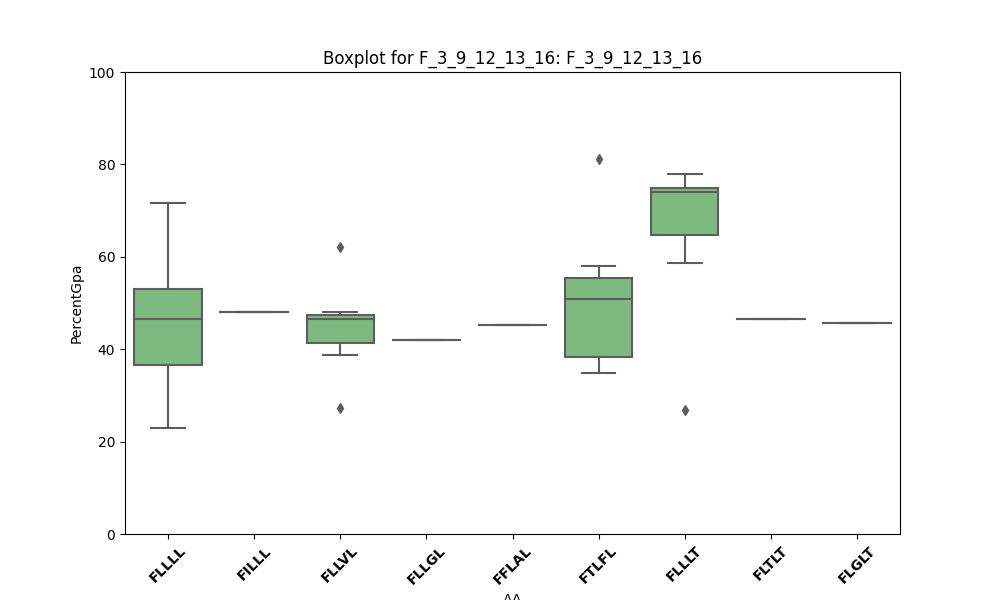 Boxplot for F_3_9_12_13_16: F_3_9_12_13_16
100
80
60
40
20
0
PercentGpa
FLLLL
FILLL
FLLVL
FLLGL
FFLAL
FTLFL
FLLLT
FLTLT
FLGLT
AA